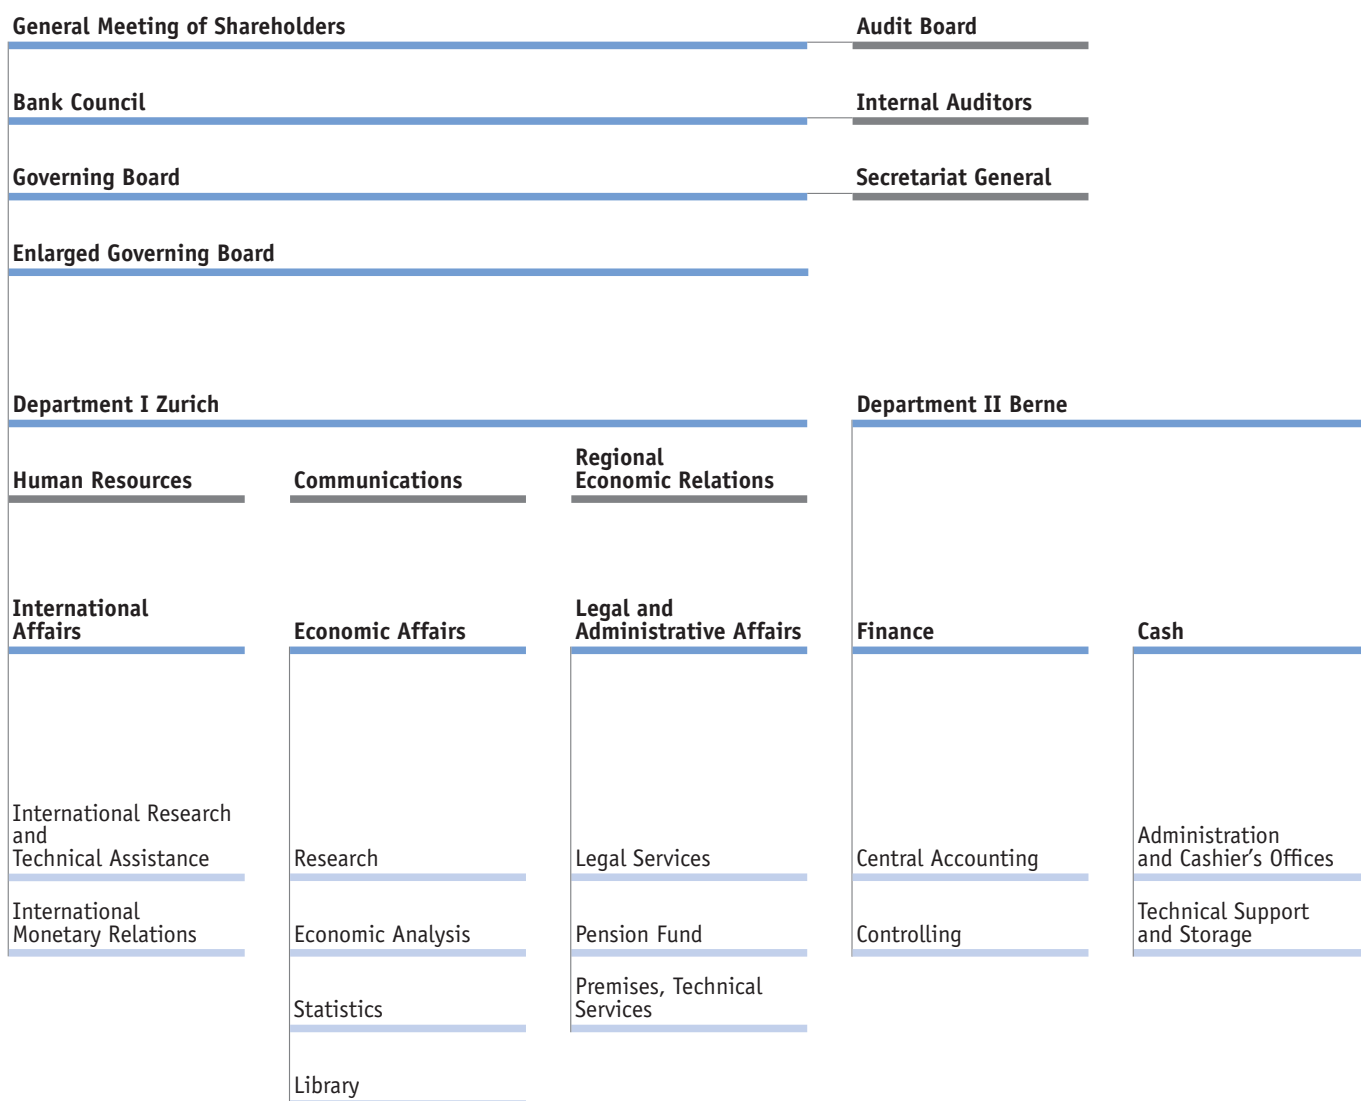 General Meeting of Shareholders
Audit Board
Bank Council
Internal Auditors
Governing Board
Secretariat General
Enlarged Governing Board
Department I Zurich
Department II Berne
Human Resources
Communications
Regional
Economic Relations
International
Affairs
Economic Affairs
Legal and
Administrative Affairs
Finance
Cash
International Research
and
Technical Assistance
Research
Legal Services
Central Accounting
Administration
and Cashier’s Offices
International
Monetary Relations
Economic Analysis
Pension Fund
Controlling
Technical Support
and Storage
Statistics
Premises, Technical
Services
Library